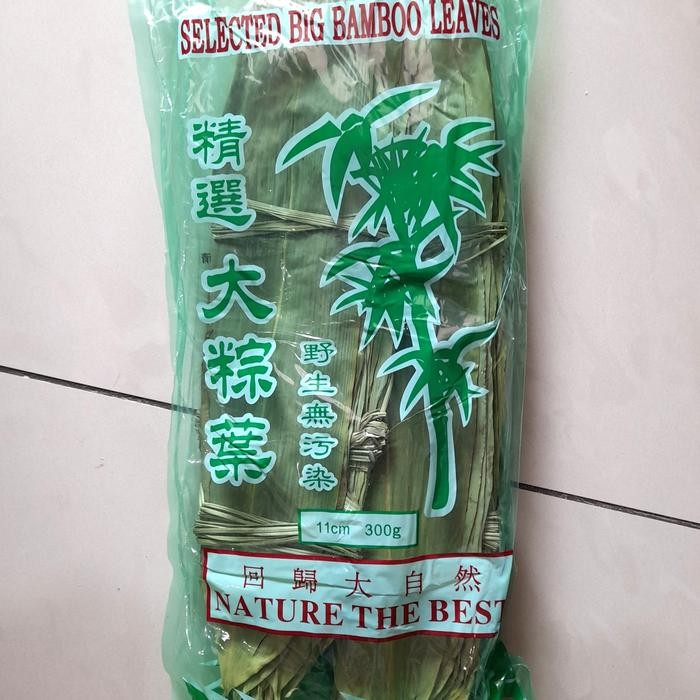 SELECTED BIG BAMBOO LEAVES
精選
大粽葉
野生無污染
11cm 300g
回歸大自然
NATURE THE BEST